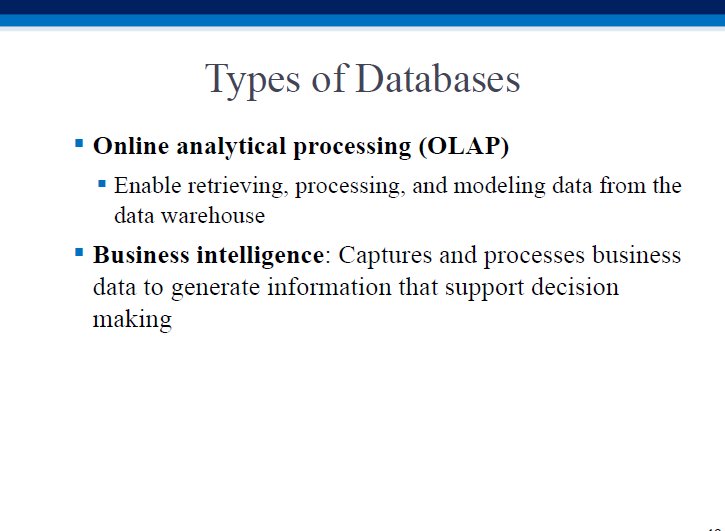 Types of Databases
Online analytical processing (OLAP)
Enable retrieving, processing, and modeling data from the
data warehouse
Business intelligence: Captures and processes business
data to generate information that support decision
making